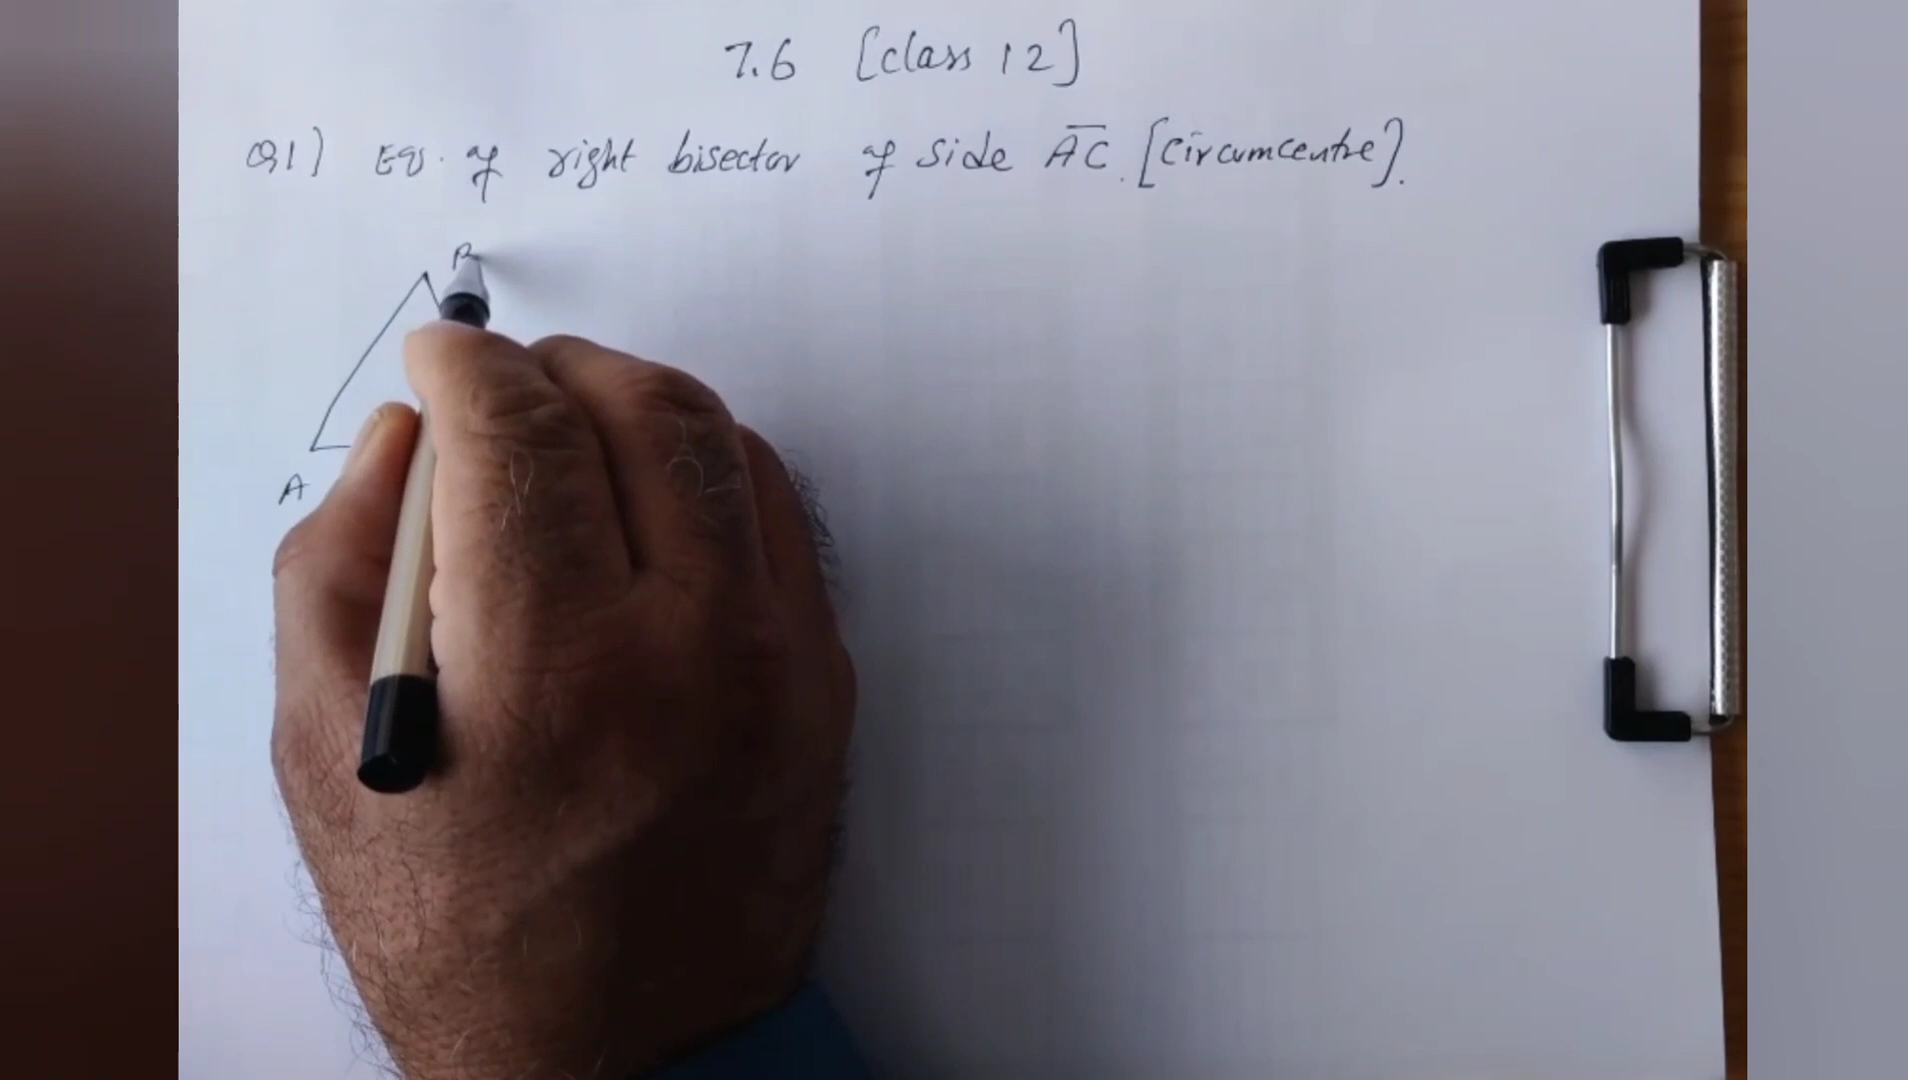 7.6 [class 12]
Q1) Eq. of right bisector of side AC. [Circumcentre].
B
A